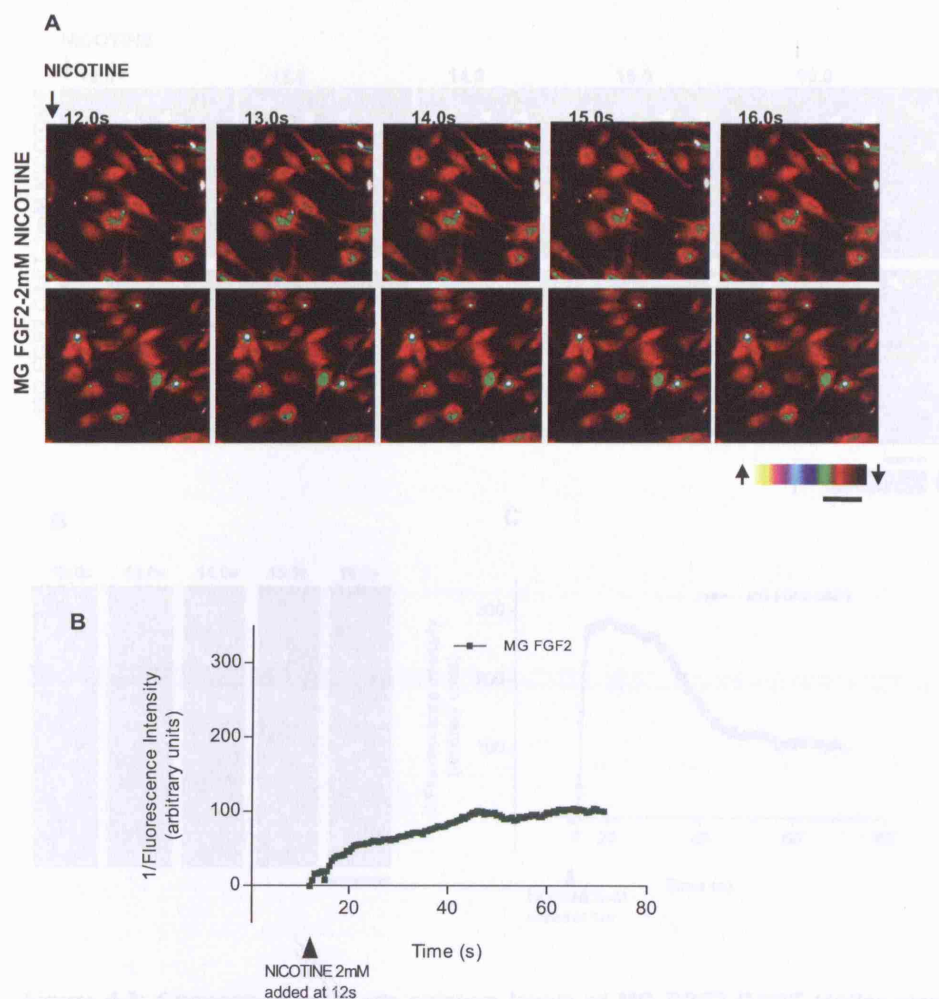 A
NICOTINE
12.0s 13.0s 14.0s 15.0s 16.0s
MG FGF2-2mM NICOTINE
B
MG FGF2
1/Fluorescence Intensity
(arbitrary units)
300
200
100
0
20 40 60 80
Time (s)
NICOTINE 2mM
added at 12s